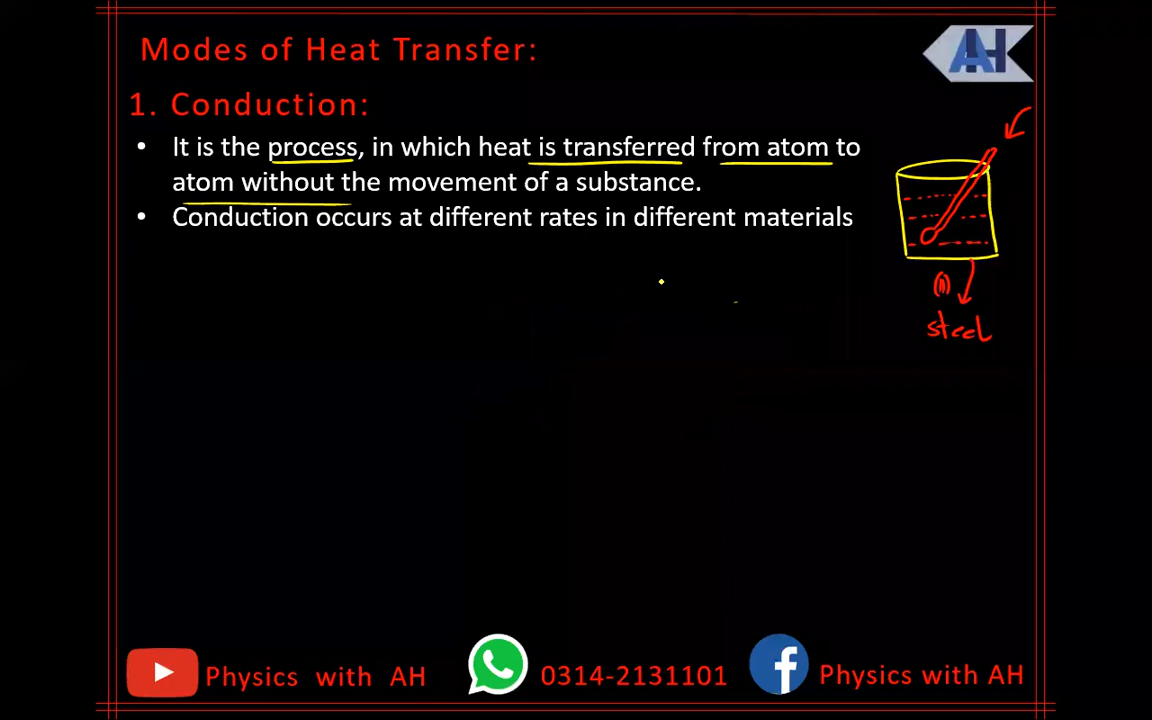 Modes of Heat Transfer:
AH
1. Conduction:
• It is the process, in which heat is transferred from atom to
atom without the movement of a substance.
• Conduction occurs at different rates in different materials
steel
Physics with AH
0314-2131101
Physics with AH